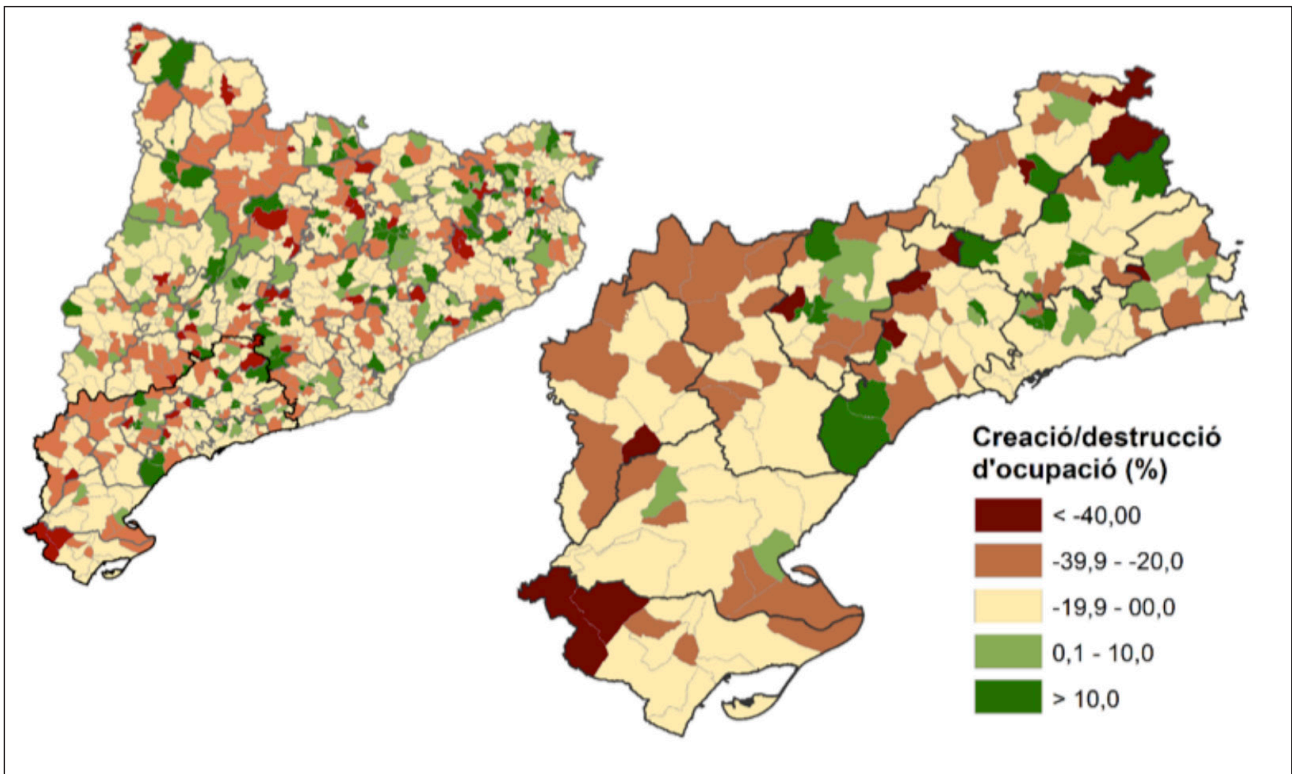 Creació/destrucció
d'ocupació (%)
< -40,00
-39,9 - -20,0
-19,9 - 00,0
0,1 - 10,0
> 10,0